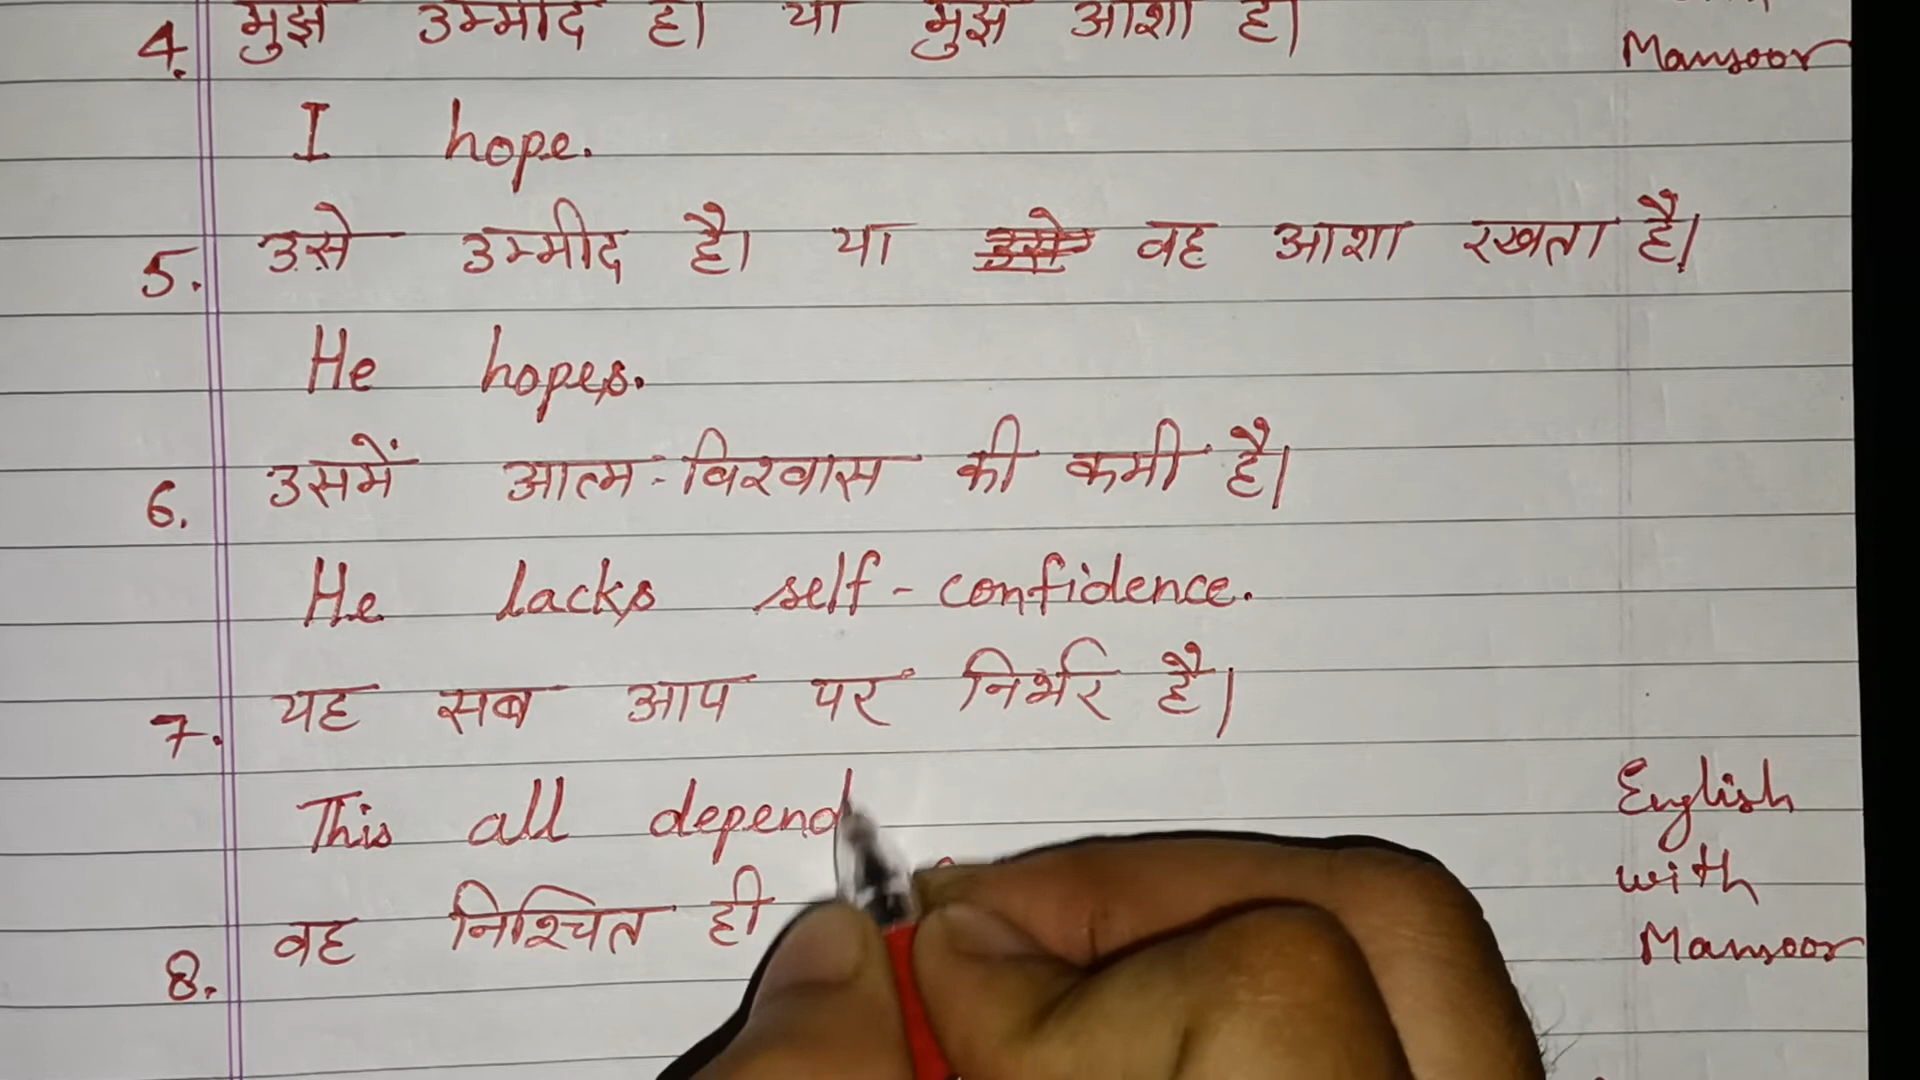 4. मुझे उम्मीद है। या मुझे आशा है।
Mansoor
I hope.
5. उसे उम्मीद है। या वह आशा रखता है।
He hopes.
6. उसमें आत्म-विश्वास की कमी है।
He lacks self-confidence.
7. यह सब आप पर निर्भर है।
This all depend
English
with
Mansoor
8. वह निश्चित ही